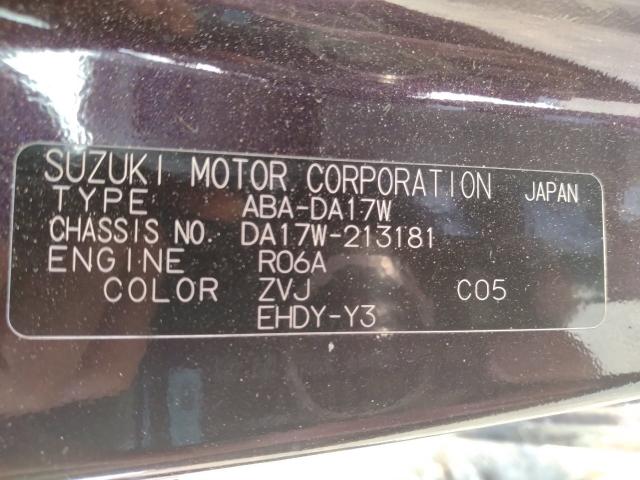 SUZUKI MOTOR CORPORATION JAPAN
TYPE ABA-DA17W
CHASSIS NO. DA17W-213181
ENGINE R06A
COLOR ZVJ C05
EHDY-Y3